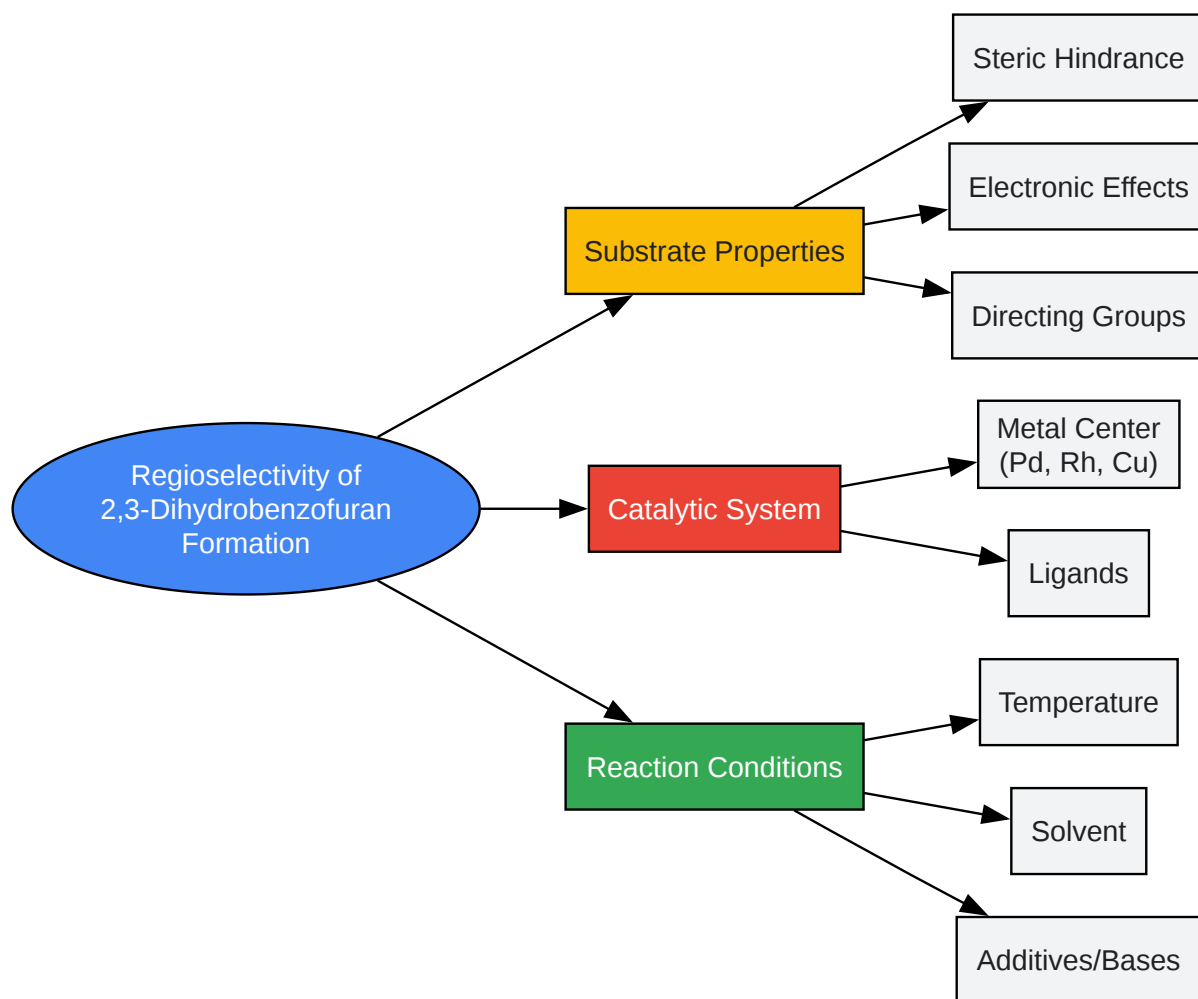 Regioselectivity of
2,3-Dihydrobenzofuran
Formation
Substrate Properties
Steric Hindrance
Electronic Effects
Directing Groups
Catalytic System
Metal Center
(Pd, Rh, Cu)
Ligands
Reaction Conditions
Temperature
Solvent
Additives/Bases